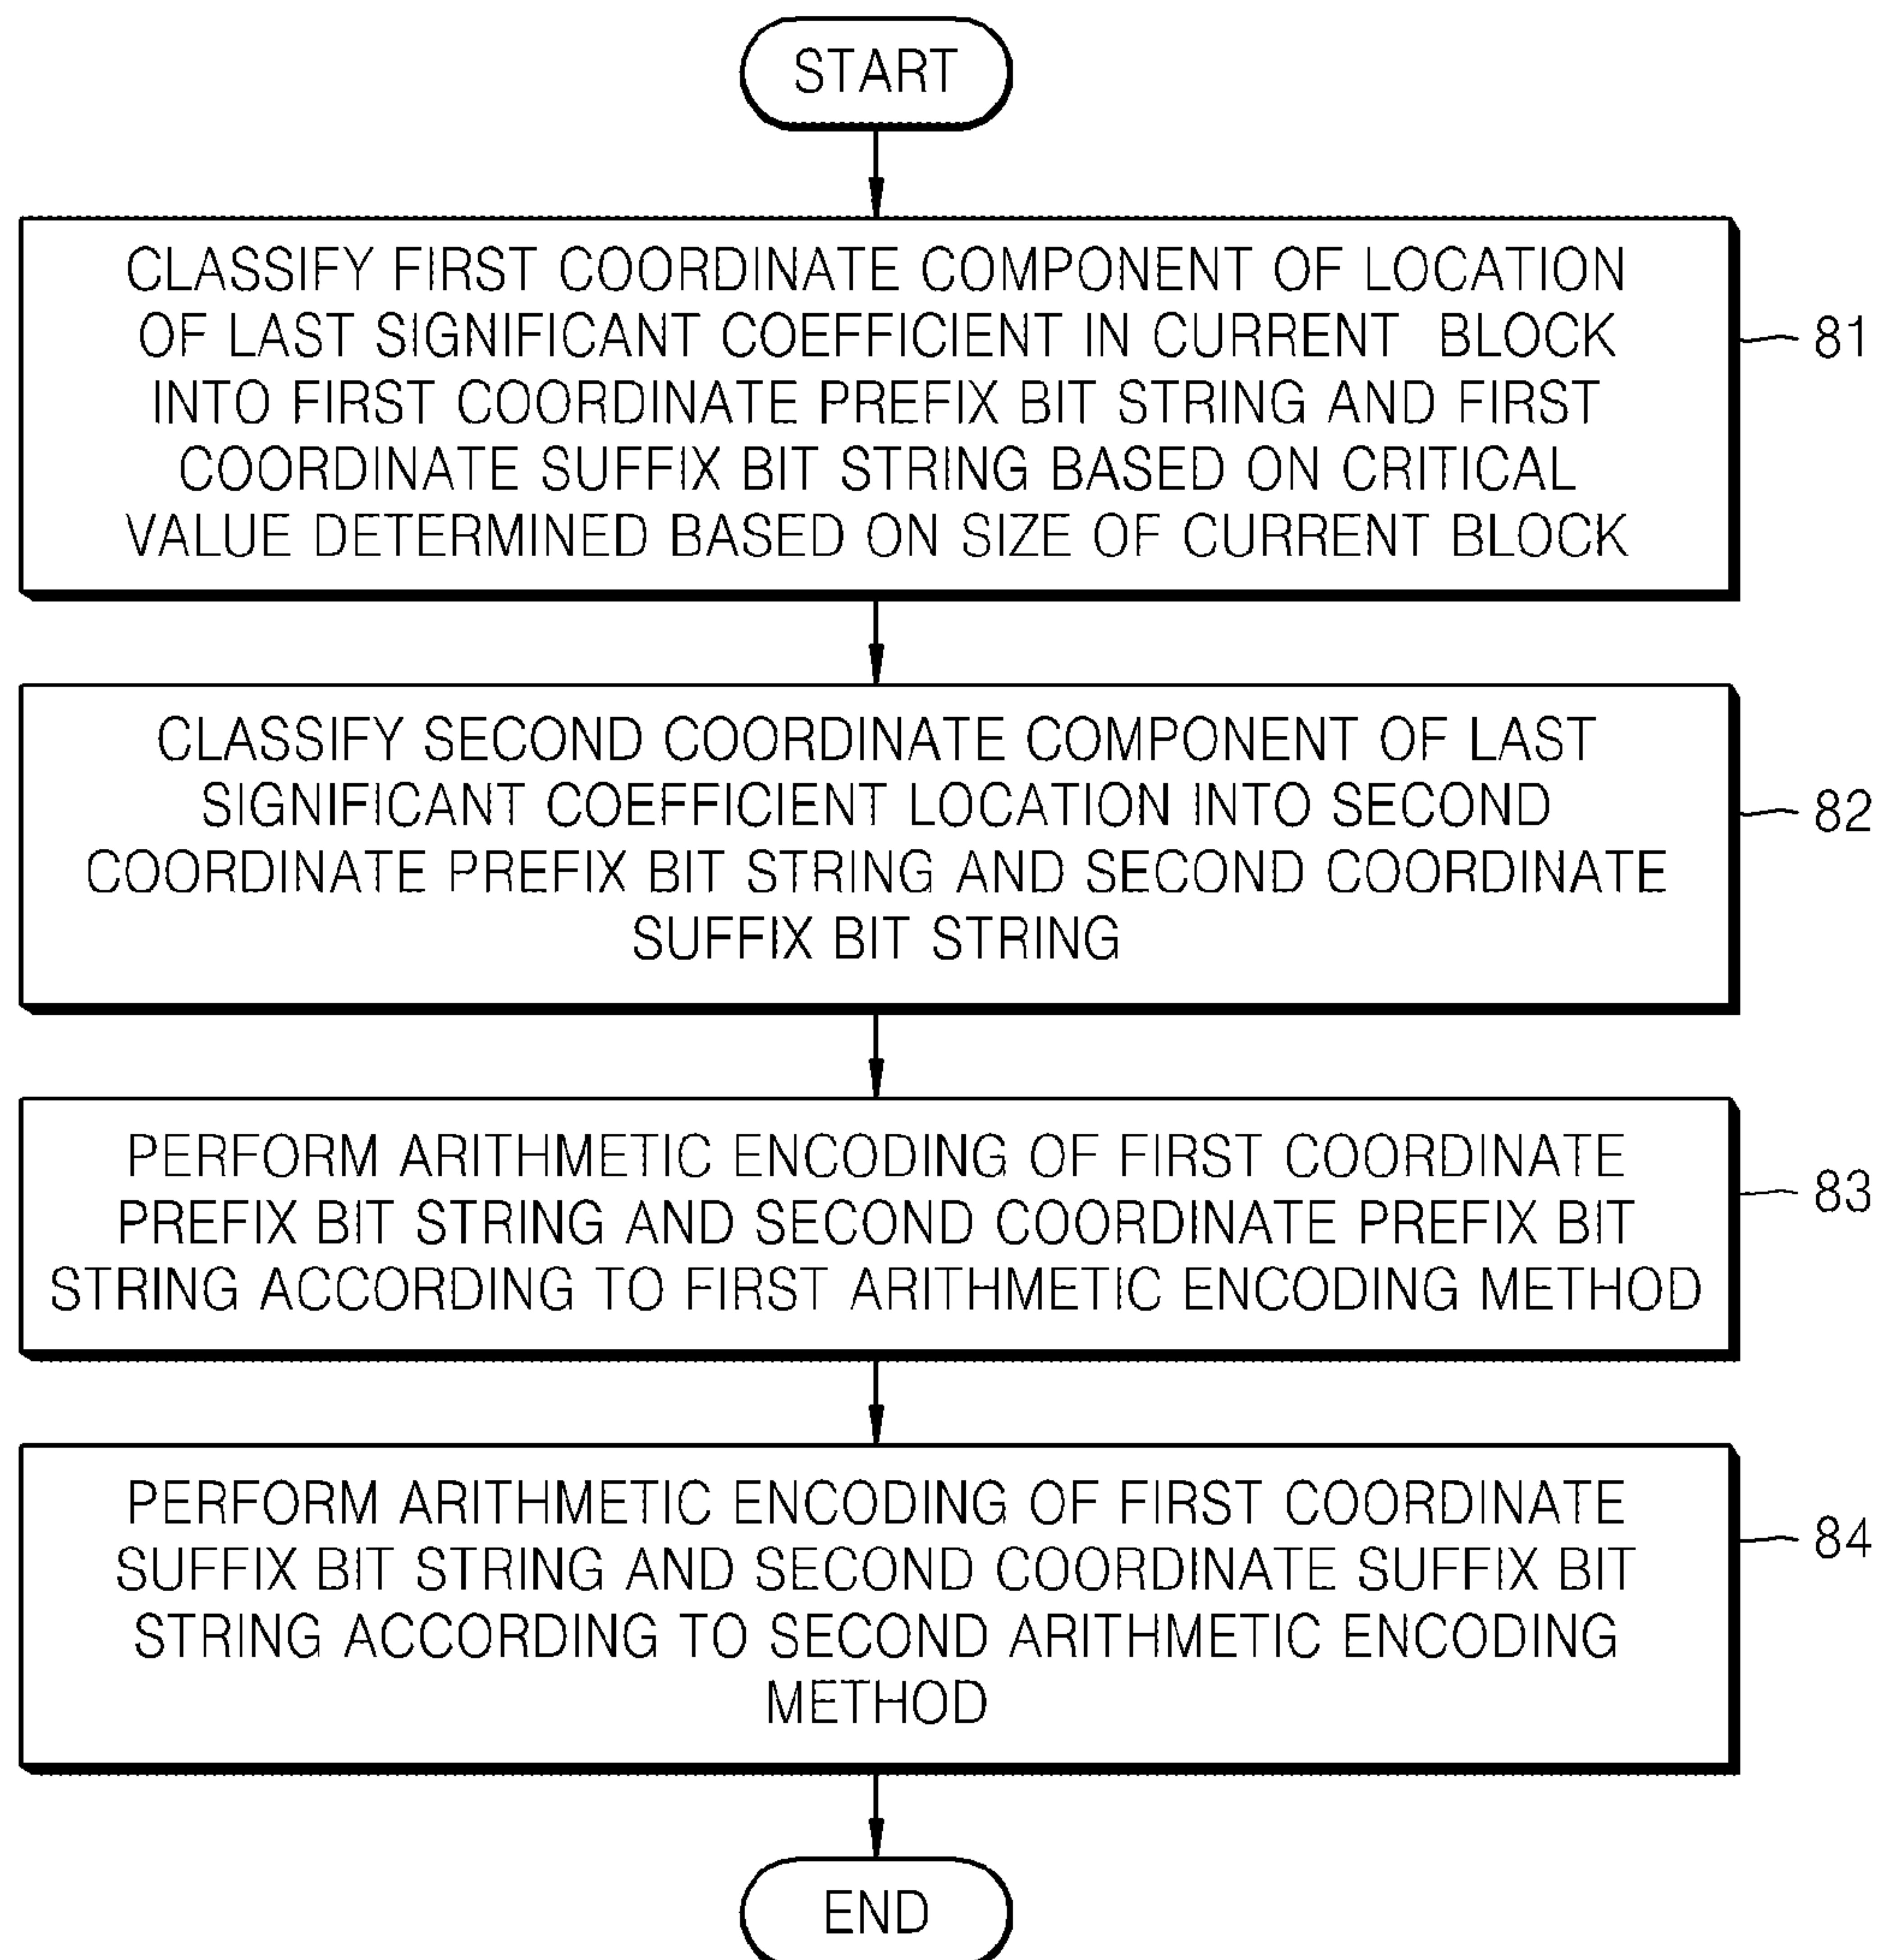 START
CLASSIFY FIRST COORDINATE COMPONENT OF LOCATION
OF LAST SIGNIFICANT COEFFICIENT IN CURRENT BLOCK
INTO FIRST COORDINATE PREFIX BIT STRING AND FIRST
COORDINATE SUFFIX BIT STRING BASED ON CRITICAL
VALUE DETERMINED BASED ON SIZE OF CURRENT BLOCK
81
CLASSIFY SECOND COORDINATE COMPONENT OF LAST
SIGNIFICANT COEFFICIENT LOCATION INTO SECOND
COORDINATE PREFIX BIT STRING AND SECOND COORDINATE
SUFFIX BIT STRING
82
PERFORM ARITHMETIC ENCODING OF FIRST COORDINATE
PREFIX BIT STRING AND SECOND COORDINATE PREFIX BIT
STRING ACCORDING TO FIRST ARITHMETIC ENCODING METHOD
83
PERFORM ARITHMETIC ENCODING OF FIRST COORDINATE
SUFFIX BIT STRING AND SECOND COORDINATE SUFFIX BIT
STRING ACCORDING TO SECOND ARITHMETIC ENCODING
METHOD
84
END